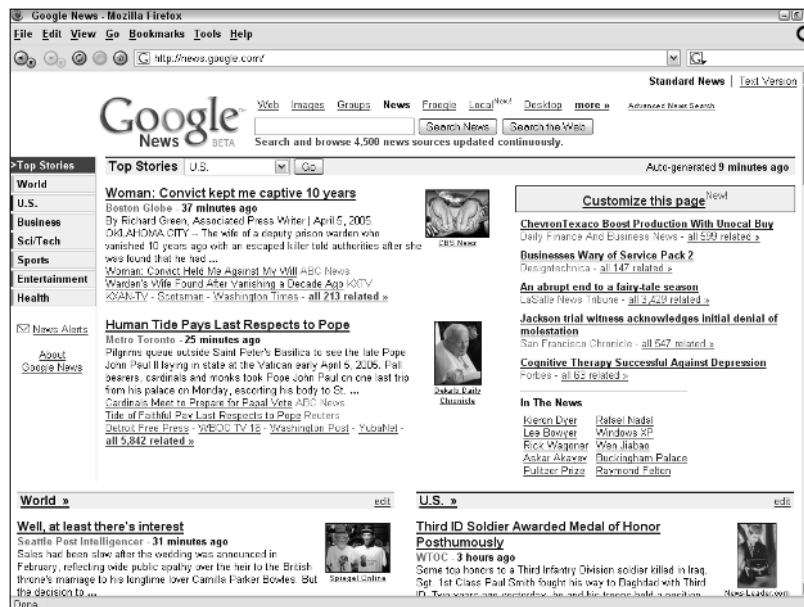 Google News - Mozilla Firefox
File Edit View Go Bookmarks Tools Help
http://news.google.com/
Standard News | Text Version
Google News BETA
Web Images Groups News Froogle Local New! Desktop more » Advanced News Search
Search News Search the Web
Search and browse 4,500 news sources updated continuously.
>Top Stories
World
U.S.
Business
Sci/Tech
Sports
Entertainment
Health
News Alerts
About
Google News
Top Stories U.S. Go Auto-generated 9 minutes ago
Woman: Convict kept me captive 10 years
Boston Globe - 37 minutes ago
By Richard Green, Associated Press Writer | April 5, 2005.
OKLAHOMA CITY -- The wife of a deputy prison warden who
vanished 10 years ago with an escaped killer told authorities after she
was found that he had ...
Woman: Convict Held Me Against My Will ABC News
Warden's Wife Found After Vanishing a Decade Ago KXTV
KXAN-TV - Scotsman - Washington Times - all 213 related »
CBS News
Human Tide Pays Last Respects to Pope
Metro Toronto - 25 minutes ago
Pilgrims queue outside Saint Peter's Basilica to see the late Pope
John Paul II laying in state at the Vatican early April 5, 2005. Pall
bearers, cardinals and monks took Pope John Paul on one last trip
from his palace on Monday, escorting his body to St. ...
Cardinals Meet to Prepare for Papal Vote ABC News
Tide of Faithful Pay Last Respects to Pope Reuters
Detroit Free Press - WBOC TV 16 - Washington Post - YubaNet -
all 5,842 related »
Dekalb Daily
Chronicle
Customize this page New!
ChevronTexaco Boost Production With Unocal Buy
Daily Finance And Business News - all 599 related »
Businesses Wary of Service Pack 2
Designtechnica - all 147 related »
An abrupt end to a fairy-tale season
LaSalle News Tribune - all 3,429 related »
Jackson trial witness acknowledges initial denial of
molestation
San Francisco Chronicle - all 547 related »
Cognitive Therapy Successful Against Depression
Forbes - all 63 related »
In The News
Kieron Dyer Rafael Nadal
Lee Bowyer Windows XP
Rick Wagoner Wen Jiabao
Askar Akayev Buckingham Palace
Pulitzer Prize Raymond Felton
World » edit
Well, at least there's interest
Seattle Post Intelligencer - 31 minutes ago
Sales had been slow after the wedding was announced in
February, reflecting wide public apathy over the heir to the British
throne's marriage to his longtime lover Camilla Parker Bowles. But
the decision to ...
Spiegel Online
U.S. » edit
Third ID Soldier Awarded Medal of Honor
Posthumously
WTOC - 3 hours ago
Some top honors to a Third Infantry Division soldier killed in Iraq.
Sgt. 1st Class Paul Smith fought his way to Baghdad with Third
ID. Two years ago yesterday, he and his troops held a position
News-Leader.com
Done